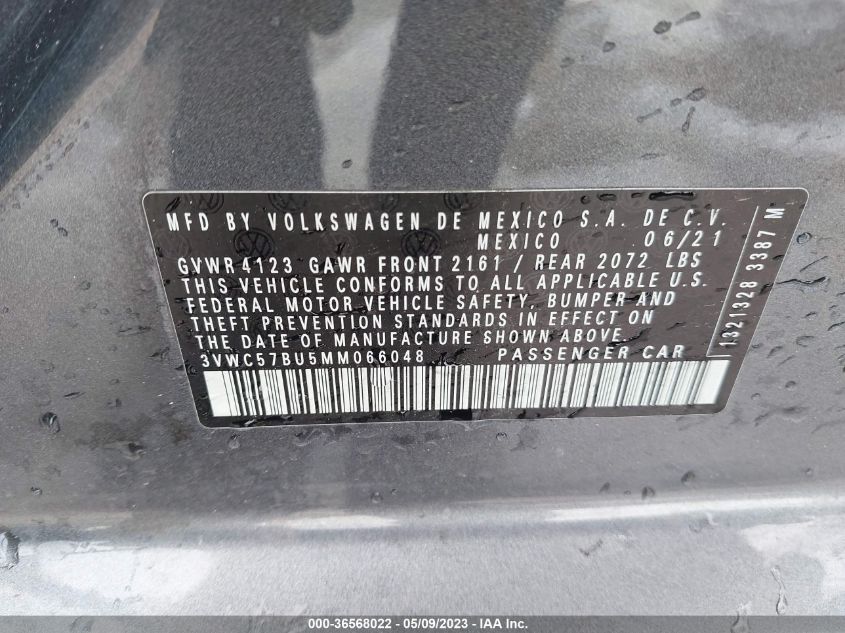 MFD BY VOLKSWAGEN DE MEXICO S.A. DE C.V.
MEXICO 06/21
GVWR 4123 GAWR FRONT 2161 / REAR 2072 LBS
THIS VEHICLE CONFORMS TO ALL APPLICABLE U.S.
FEDERAL MOTOR VEHICLE SAFETY, BUMPER AND
THEFT PREVENTION STANDARDS IN EFFECT ON
THE DATE OF MANUFACTURE SHOWN ABOVE
3VWC57BU5MM066048 PASSENGER CAR
1321328 3387 M
000-36568022 - 05/09/2023 - IAA Inc.